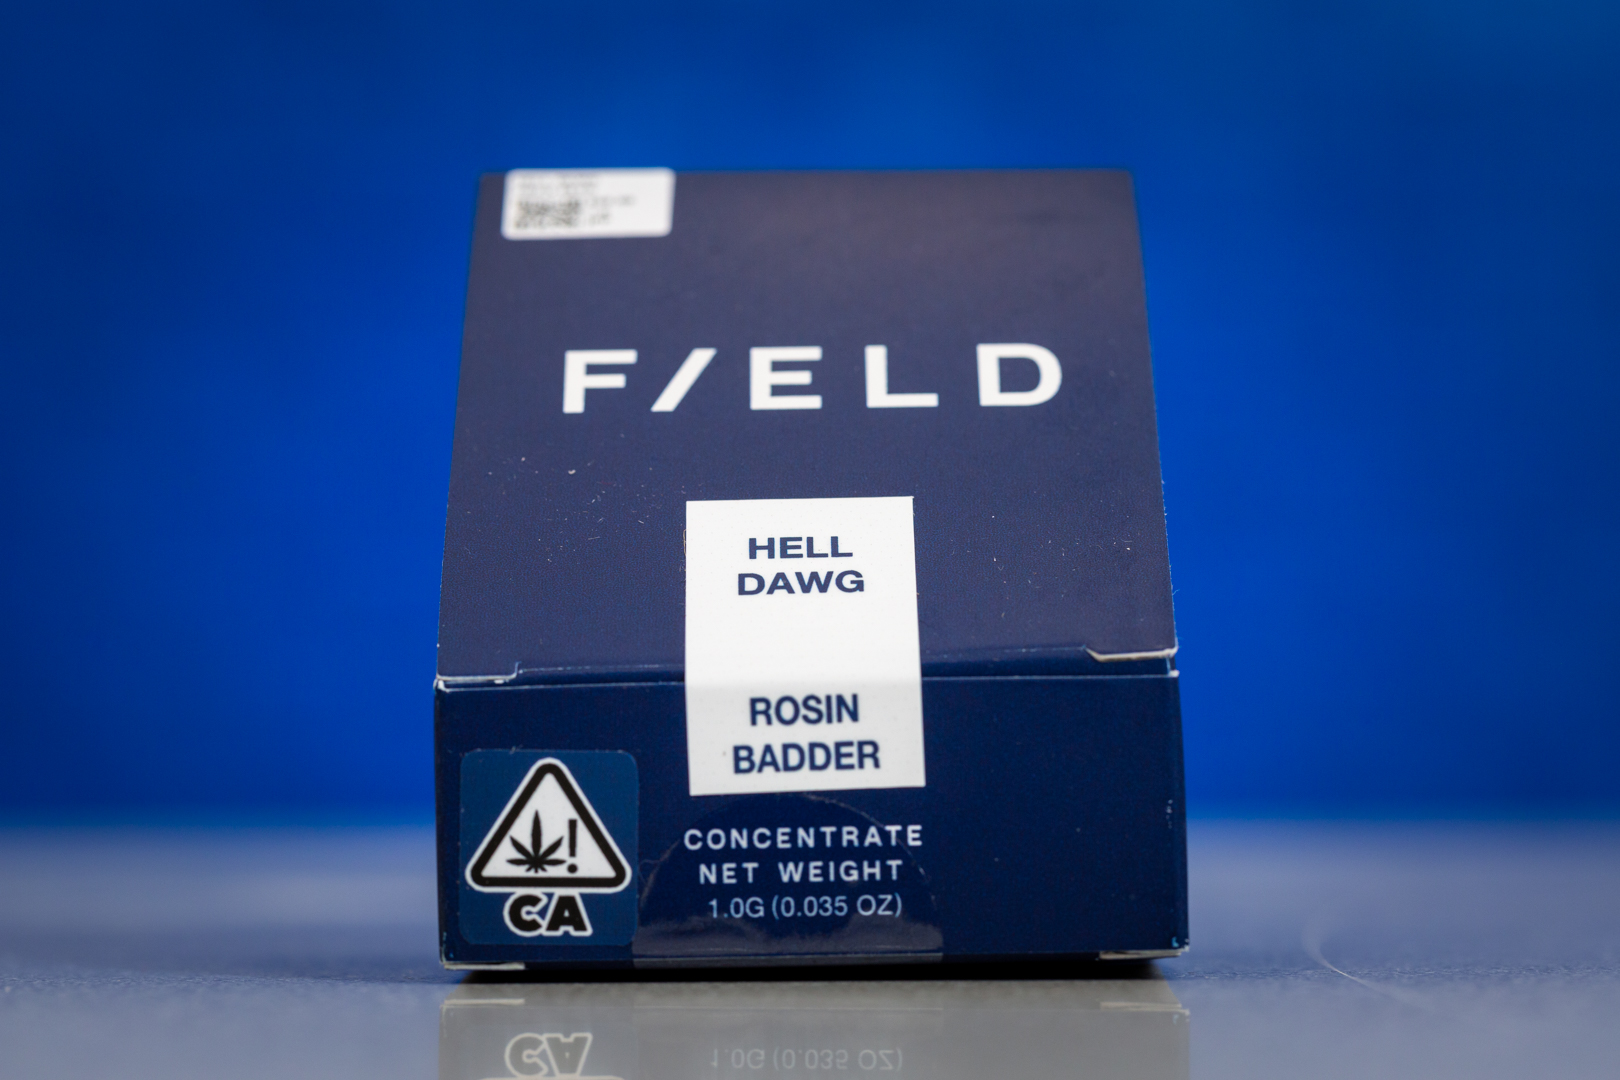 F/ELD
HELL
DAWG
ROSIN
BADDER
CONCENTRATE
NET WEIGHT
1.0G (0.035 OZ)
!
CA